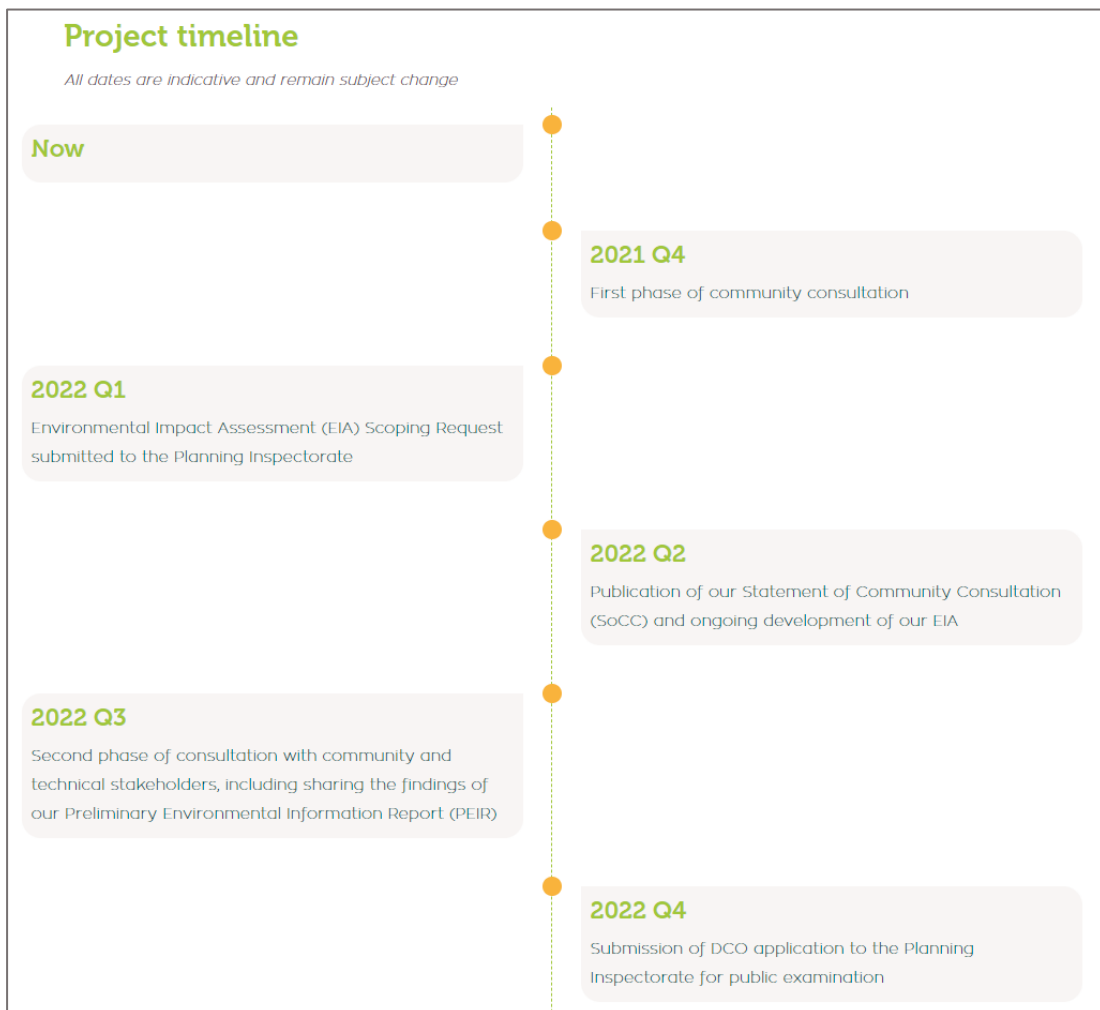 Project timeline
All dates are indicative and remain subject change
Now
2021 Q4
First phase of community consultation
2022 Q1
Environmental Impact Assessment (EIA) Scoping Request
submitted to the Planning Inspectorate
2022 Q2
Publication of our Statement of Community Consultation
(SoCC) and ongoing development of our EIA
2022 Q3
Second phase of consultation with community and
technical stakeholders, including sharing the findings of
our Preliminary Environmental Information Report (PEIR)
2022 Q4
Submission of DCO application to the Planning
Inspectorate for public examination